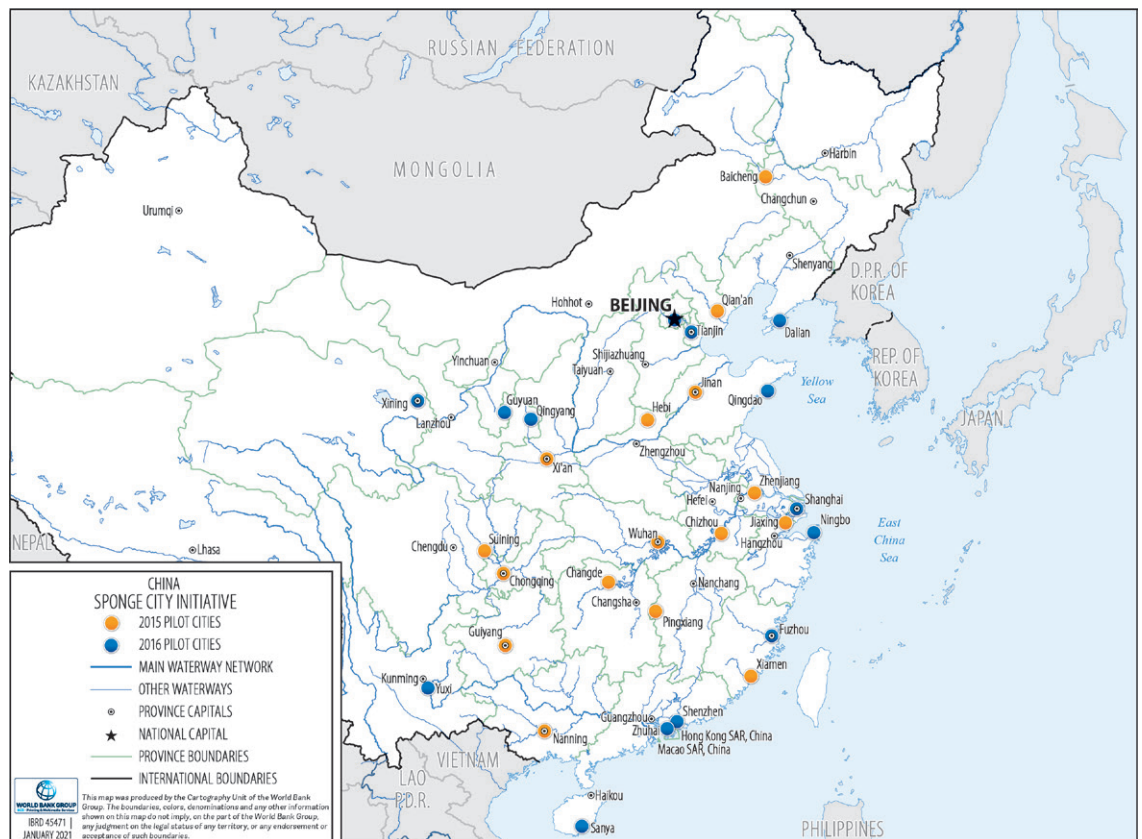 RUSSIAN FEDERATION
KAZAKHSTAN
MONGOLIA
Harbin
Baicheng
Changchun
Urumqi
Shenyang
D.P.R. OF
KOREA
Hohhot
BEIJING
Qian'an
Tianjin
Dalian
Yinchuan
Shijiazhuang
Taiyuan
REP. OF
KOREA
Jinan
Yellow
Sea
Xining
Guyuan
Hebi
Qingdao
JAPAN
Lanzhou
Qingyang
Zhengzhou
Xi'an
Zhenjiang
Nanjing
Hefei
Shanghai
Jiaxing
Ningbo
East
China
Sea
Chizhou
Hangzhou
Wuhan
NEPAL
Lhasa
Chengdu
Suining
Chongqing
Changde
Nanchang
Changsha
Pingxiang
Guiyang
Fuzhou
Xiamen
Kunming
Yuxi
Guangzhou
Shenzhen
Zhuha
Hong Kong SAR, China
Macao SAR, China
Nanning
VIETNAM
LAO
P.D.R.
Haikou
Sanya
PHILIPPINES
CHINA
SPONGE CITY INITIATIVE
2015 PILOT CITIES
2016 PILOT CITIES
MAIN WATERWAY NETWORK
OTHER WATERWAYS
PROVINCE CAPITALS
NATIONAL CAPITAL
PROVINCE BOUNDARIES
INTERNATIONAL BOUNDARIES
WORLD BANK GROUP
Printing & Multimedia Services
IBRD 45471 |
JANUARY 2021
This map was produced by the Cartography Unit of the World Bank
Group. The boundaries, colors, denominations and any other information
shown on this map do not imply, on the part of the World Bank Group,
any judgment on the legal status of any territory, or any endorsement or
acceptance of such boundaries.